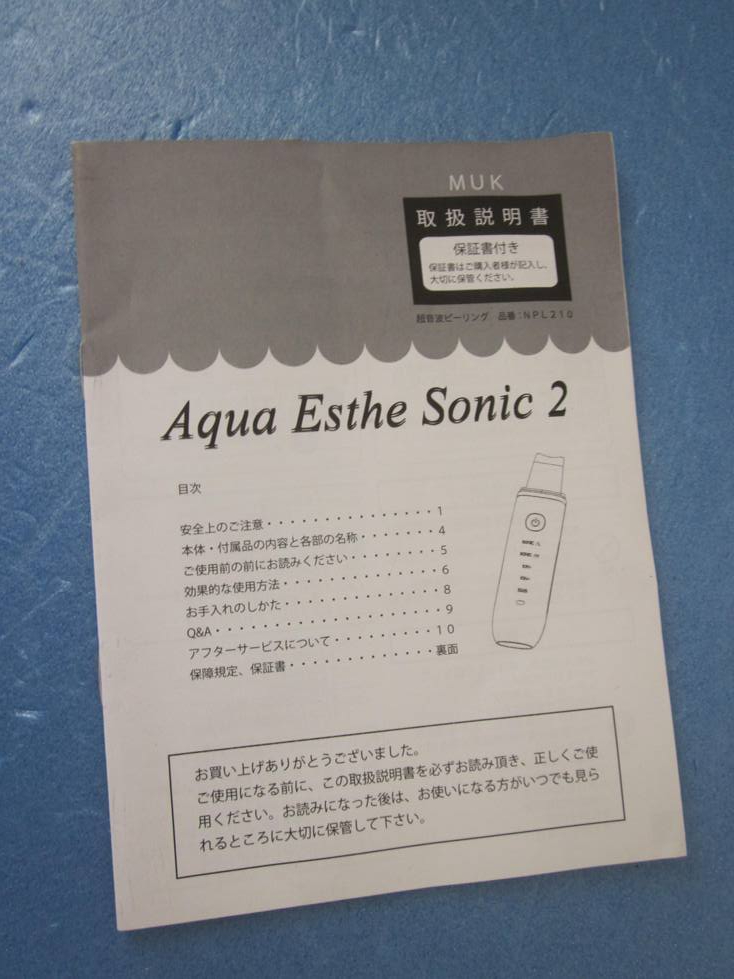 MUK
取扱説明書
保証書付き
保証書はご購入者様が記入し、
大切に保管ください。
超音波ピーリング 品番：NPL210
Aqua Esthe Sonic 2
目次
安全上のご注意・・・・・・・・・・・・・・・1
本体・付属品の内容と各部の名称・・・・・・・4
ご使用前の前にお読みください・・・・・・・・5
効果的な使用方法・・・・・・・・・・・・・・6
お手入れのしかた・・・・・・・・・・・・・・8
Q&A・・・・・・・・・・・・・・・・・・・・9
アフターサービスについて・・・・・・・・・10
保障規定、保証書・・・・・・・・・・・・・裏面
お買い上げありがとうございました。
ご使用になる前に、この取扱説明書を必ずお読み頂き、正しくご使
用ください。お読みになった後は、お使いになる方がいつでも見ら
れるところに大切に保管して下さい。